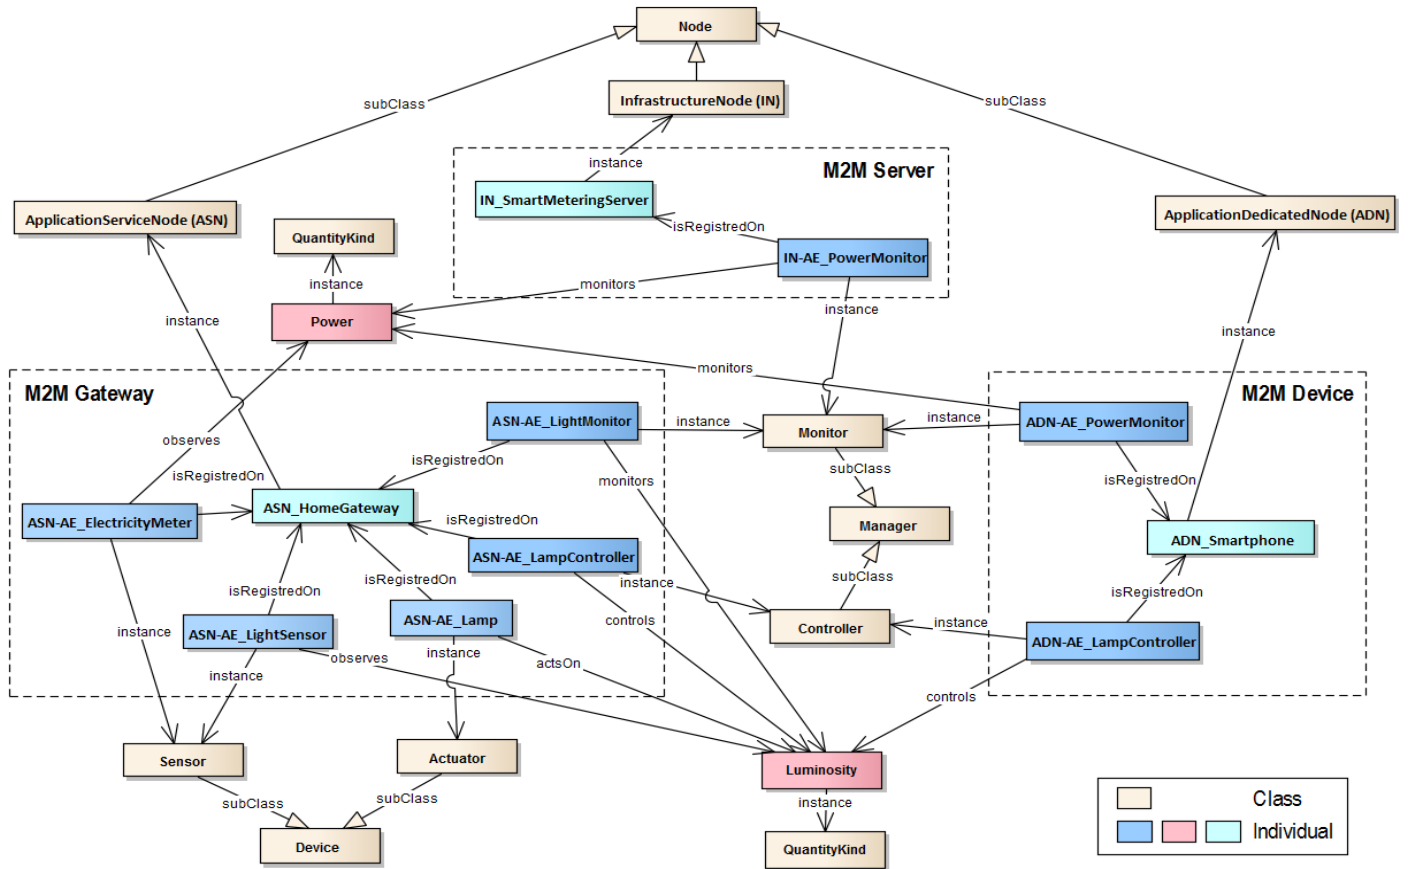 Node
subClass
subClass
InfrastructureNode (IN)
instance
M2M Server
IN_SmartMeteringServer
ApplicationServiceNode (ASN)
ApplicationDedicatedNode (ADN)
QuantityKind
isRegistredOn
IN-AE_PowerMonitor
instance
monitors
Power
instance
instance
instance
monitors
M2M Gateway
M2M Device
ASN-AE_LightMonitor
instance
Monitor
instance
ADN-AE_PowerMonitor
observes
isRegistredOn
isRegistredOn
monitors
subClass
isRegistredOn
ASN_HomeGateway
ASN-AE_ElectricityMeter
isRegistredOn
Manager
ADN_Smartphone
ASN-AE_LampController
isRegistredOn
instance
subClass
isRegistredOn
isRegistredOn
ASN-AE_Lamp
controls
Controller
instance
ADN-AE_LampController
instance
ASN-AE_LightSensor
instance
observes
actsOn
instance
controls
Sensor
Actuator
Luminosity
subClass
subClass
instance
Class
Individual
Device
QuantityKind